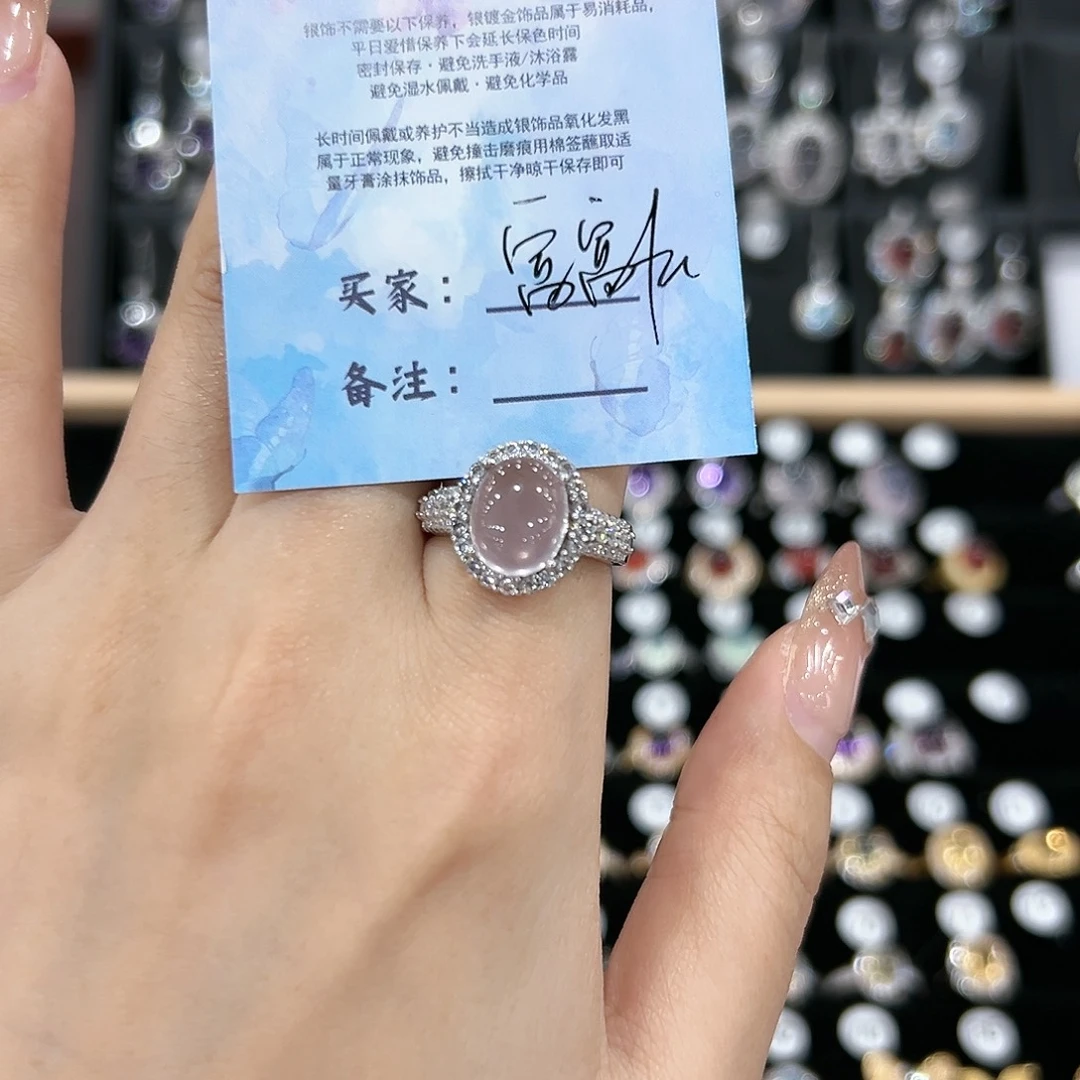 银饰不需要以下保养，银镀金饰品属于易消耗品，
平日爱惜保养下会延长保色时间
密封保存·避免洗手液/沐浴露
避免湿水佩戴·避免化学品
长时间佩戴或养护不当造成银饰品氧化发黑
属于正常现象，避免撞击磨痕用棉签蘸取适
量牙膏涂抹饰品，擦拭干净晾干保存即可
买家：
备注：